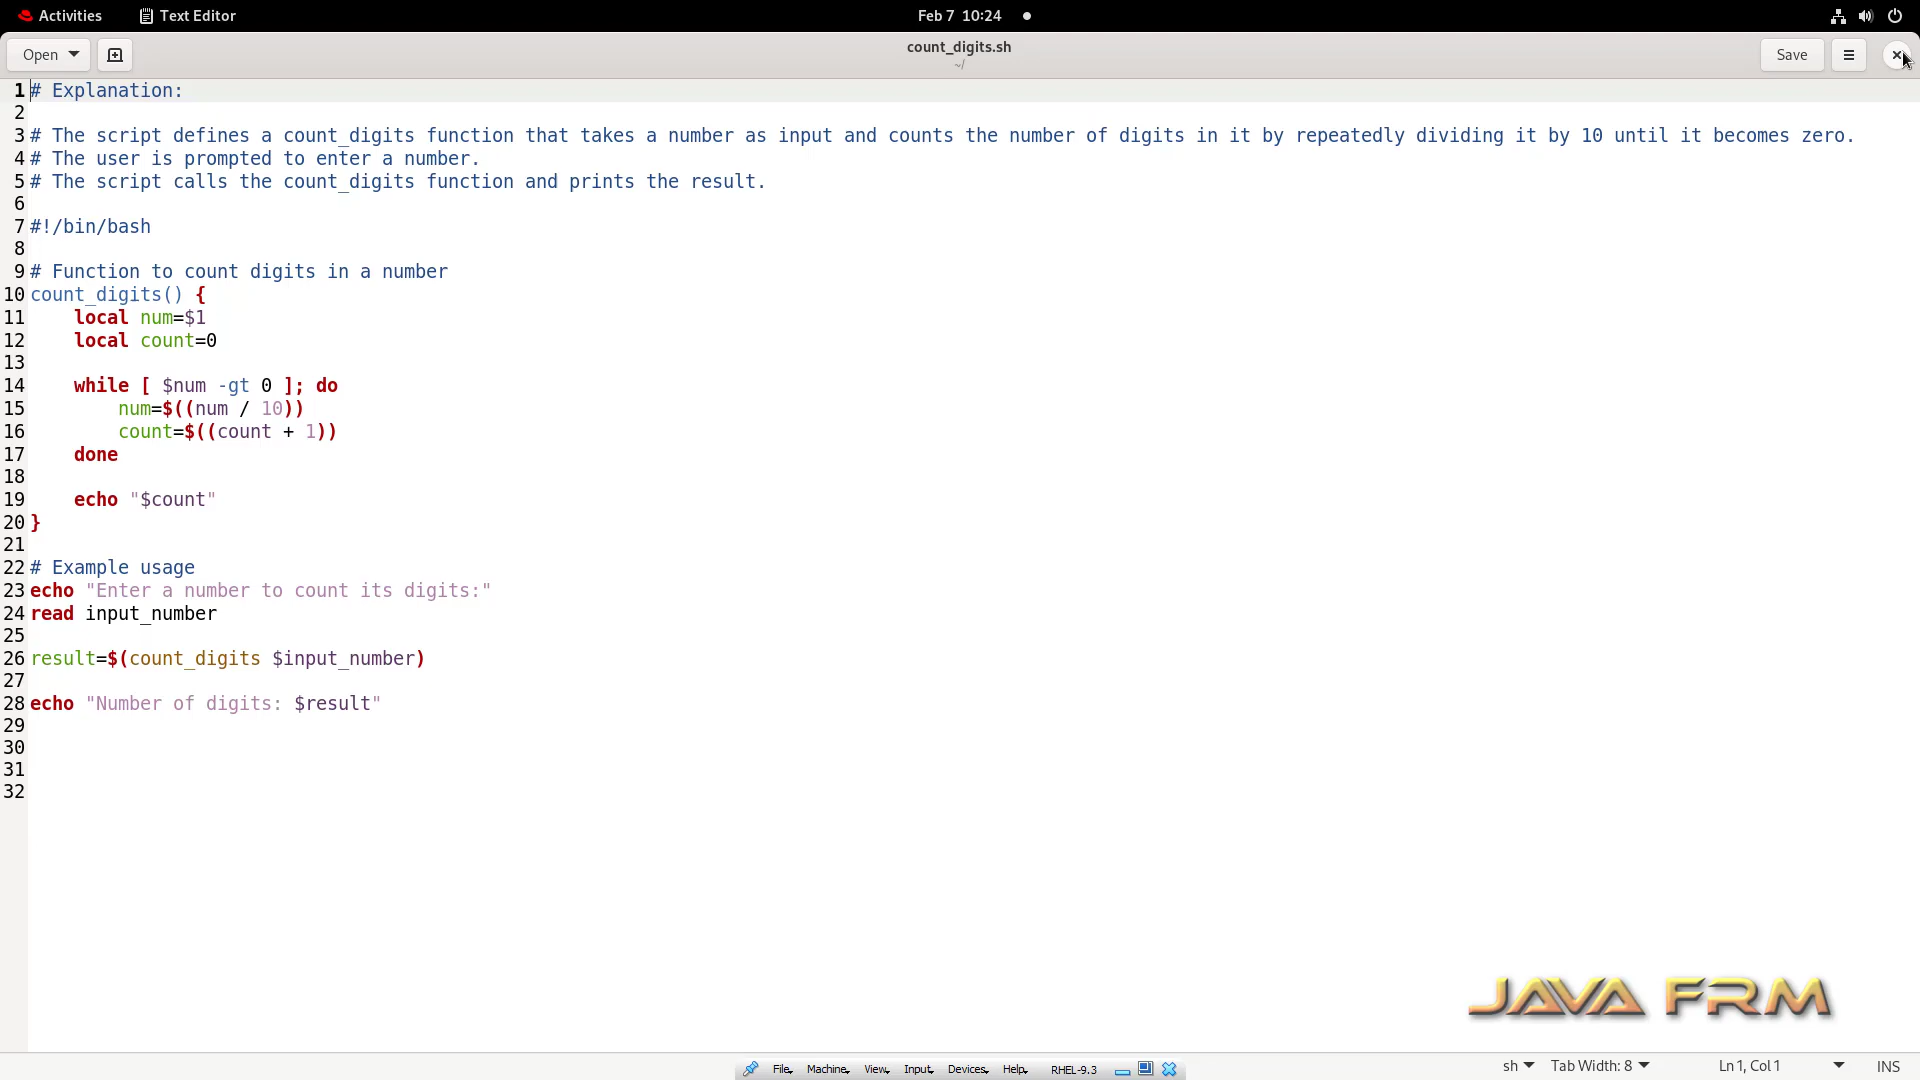 Activities Text Editor Feb 7 10:24
Open count_digits.sh Save
~/
1 # Explanation:
2
3 # The script defines a count_digits function that takes a number as input and counts the number of digits in it by repeatedly dividing it by 10 until it becomes zero.
4 # The user is prompted to enter a number.
5 # The script calls the count_digits function and prints the result.
6
7 #!/bin/bash
8
9 # Function to count digits in a number
10 count_digits() {
11     local num=$1
12     local count=0
13
14     while [ $num -gt 0 ]; do
15         num=$((num / 10))
16         count=$((count + 1))
17     done
18
19     echo "$count"
20 }
21
22 # Example usage
23 echo "Enter a number to count its digits:"
24 read input_number
25
26 result=$(count_digits $input_number)
27
28 echo "Number of digits: $result"
29
30
31
32
JAVA FRM
File Machine View Input Devices Help RHEL-9.3 sh Tab Width: 8 Ln 1, Col 1 INS